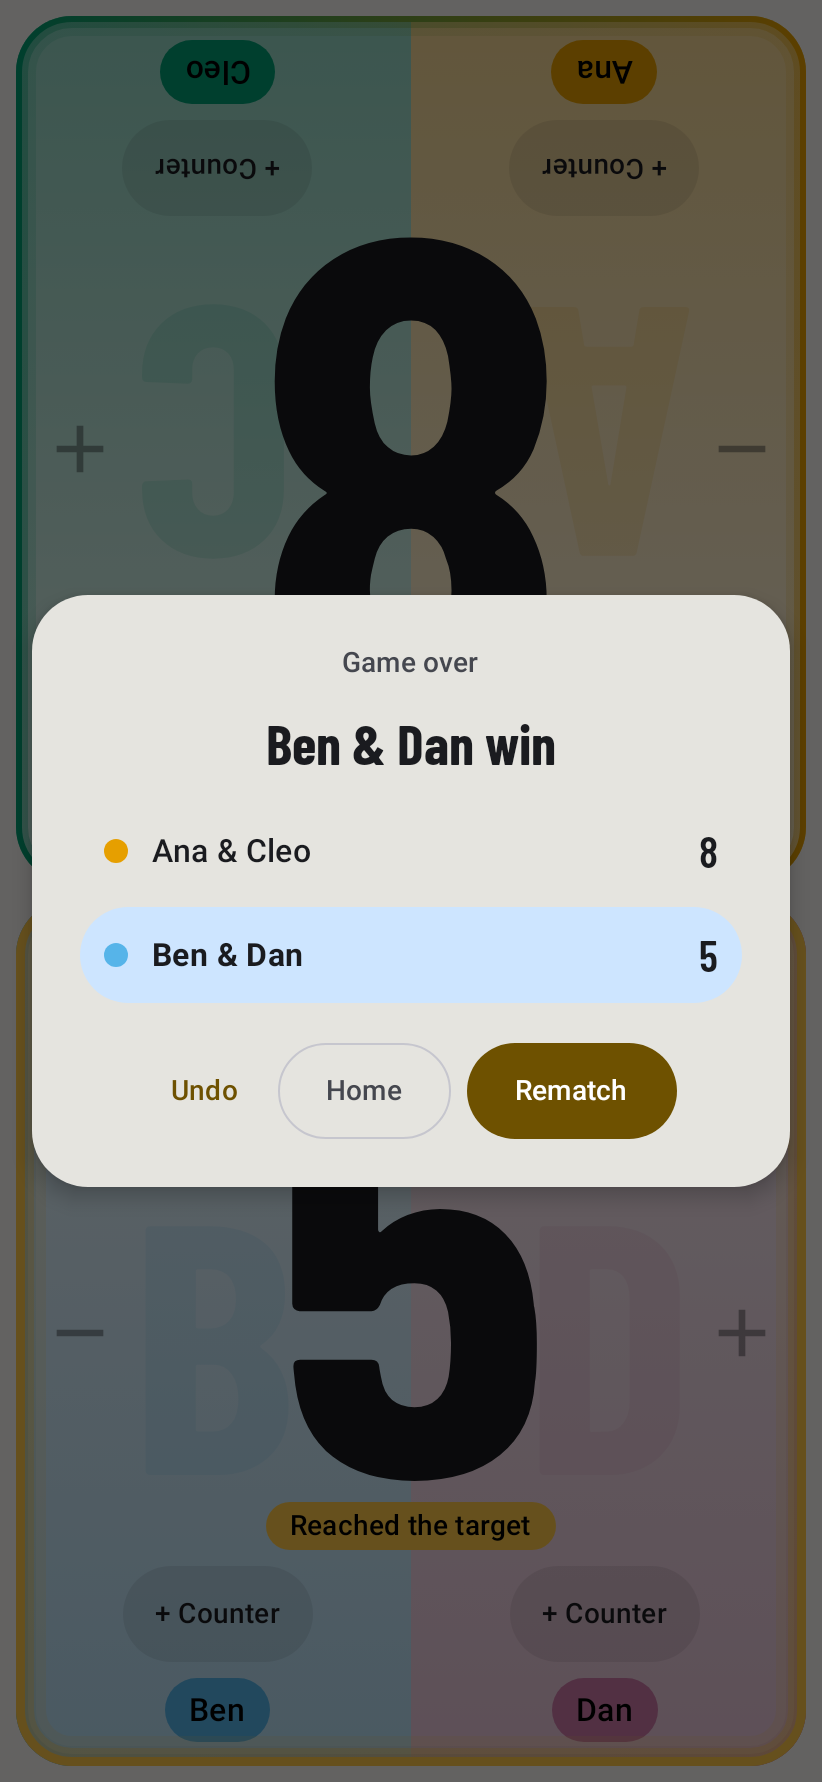 Cleo
Ana
+ Counter
+ Counter
C
A
8
+
−
Game over
Ben & Dan win
Ana & Cleo 8
Ben & Dan 5
Undo
Home
Rematch
B
D
5
−
+
Reached the target
+ Counter
+ Counter
Ben
Dan